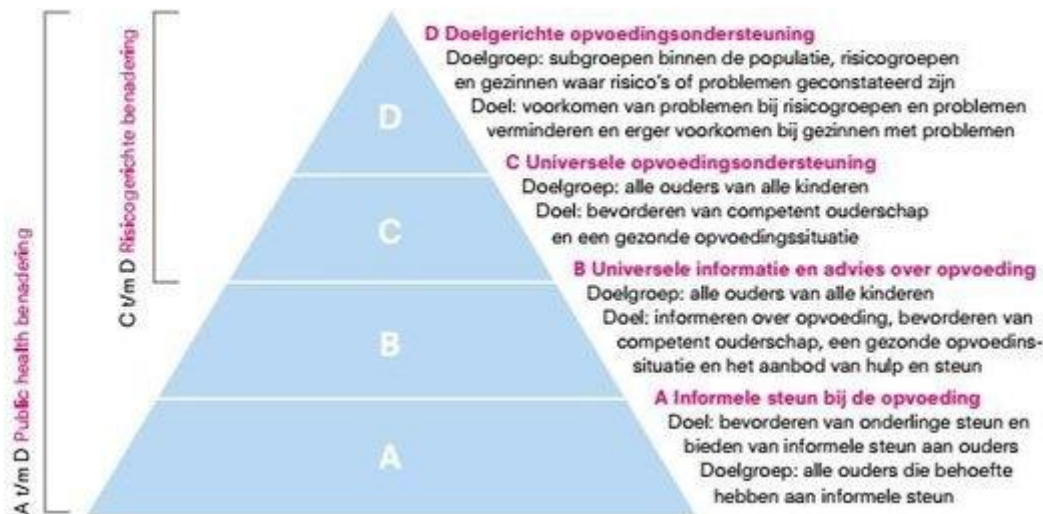 A t/m D Public health benadering
C t/m D Risicogerichte benadering
D
C
B
A
D Doelgerichte opvoedingsondersteuning
Doelgroep: subgroepen binnen de populatie, risicogroepen
en gezinnen waar risico's of problemen geconstateerd zijn
Doel: voorkomen van problemen bij risicogroepen en problemen
verminderen en erger voorkomen bij gezinnen met problemen
C Universele opvoedingsondersteuning
Doelgroep: alle ouders van alle kinderen
Doel: bevorderen van competent ouderschap
en een gezonde opvoedingssituatie
B Universele informatie en advies over opvoeding
Doelgroep: alle ouders van alle kinderen
Doel: informeren over opvoeding, bevorderen van
competent ouderschap, een gezonde opvoedins-
situatie en het aanbod van hulp en steun
A Informele steun bij de opvoeding
Doel: bevorderen van onderlinge steun en
bieden van informele steun aan ouders
Doelgroep: alle ouders die behoefte
hebben aan informele steun